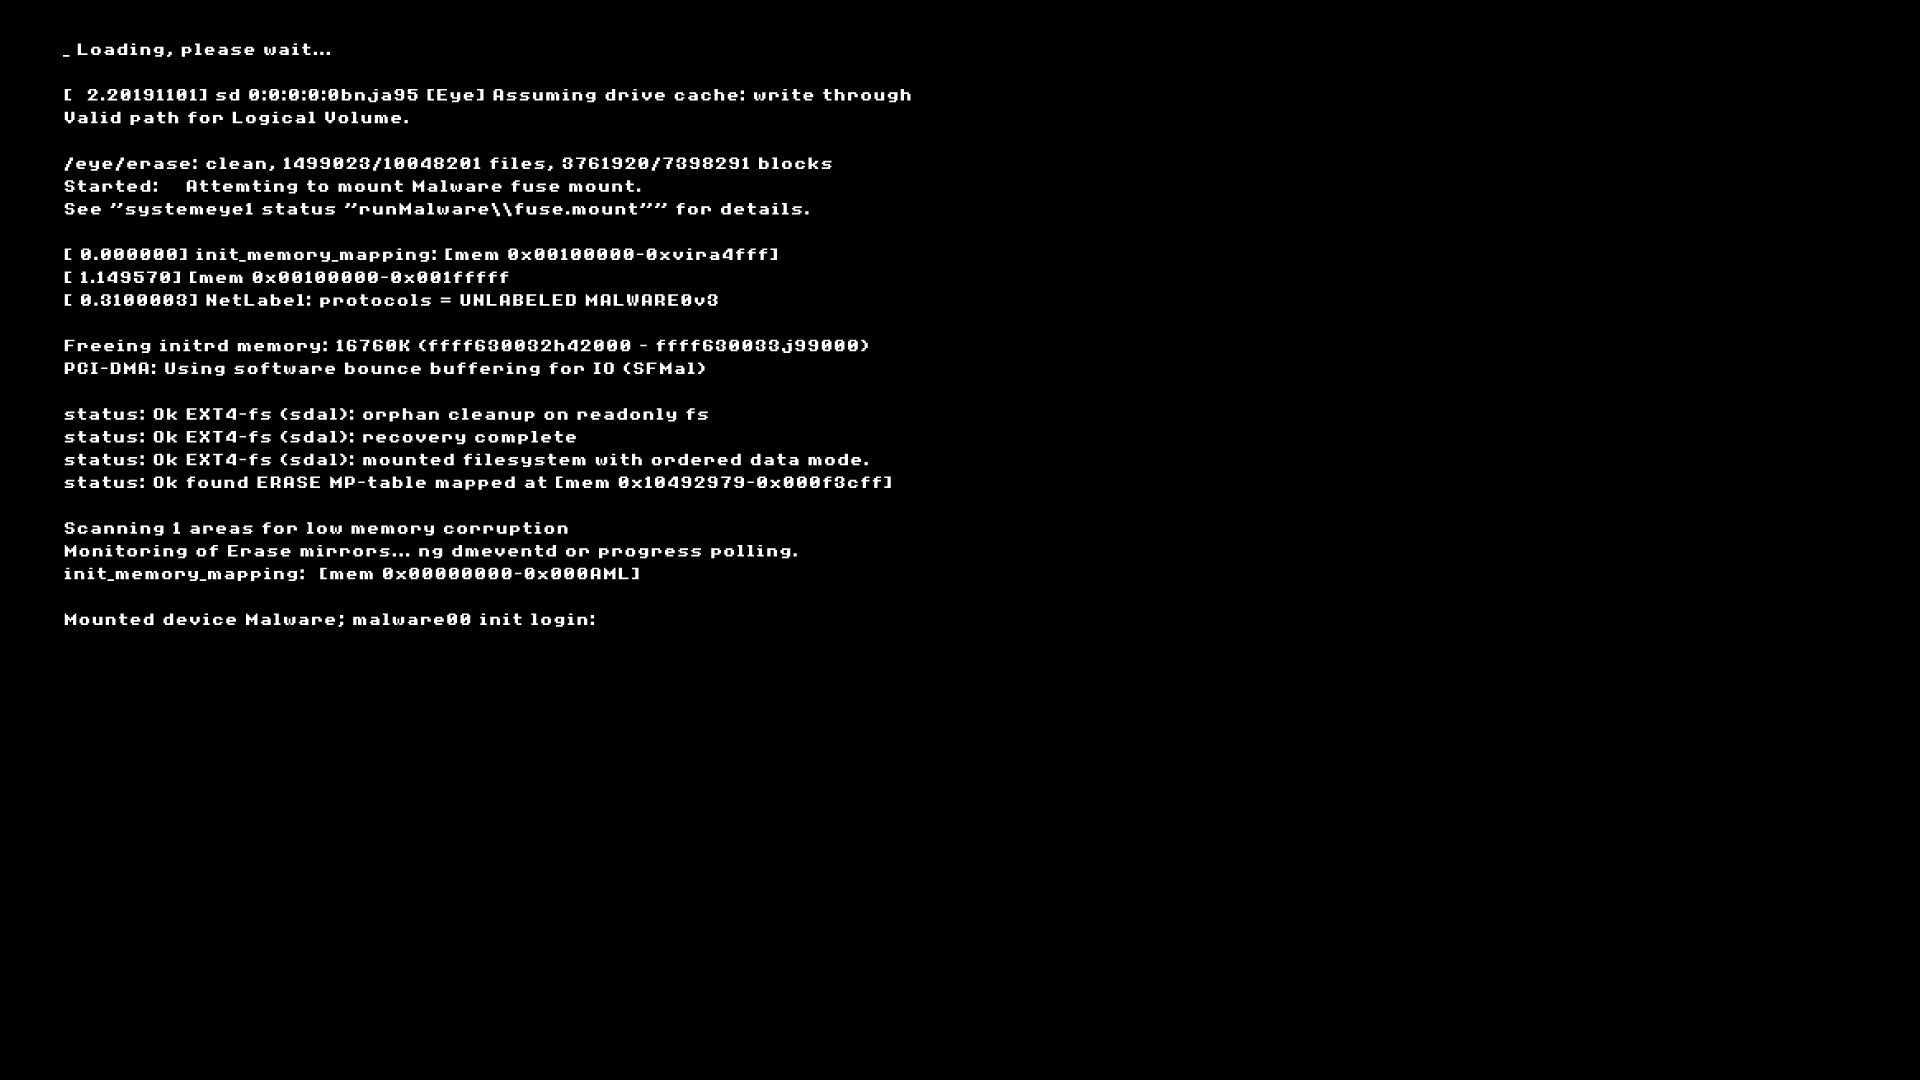 _ Loading, please wait...
[  2.20191101] sd 0:0:0:0:0bnja95 [Eye] Assuming drive cache: write through
Valid path for Logical Volume.
/eye/erase: clean, 1499023/10048201 files, 3761920/7398291 blocks
Started:   Attemting to mount Malware fuse mount.
See "systemeye1 status "runMalware\\fuse.mount"" for details.
[ 0.000000] init_memory_mapping: [mem 0x00100000-0xvira4fff]
[ 1.149570] [mem 0x00100000-0x001fffff
[ 0.3100003] NetLabel: protocols = UNLABELED MALWARE0v3
Freeing initrd memory: 16760K (ffff630032h42000 - ffff630033j99000)
PCI-DMA: Using software bounce buffering for IO (SFMal)
status: Ok EXT4-fs (sdal): orphan cleanup on readonly fs
status: Ok EXT4-fs (sdal): recovery complete
status: Ok EXT4-fs (sdal): mounted filesystem with ordered data mode.
status: Ok found ERASE MP-table mapped at [mem 0x10492979-0x000f3cff]
Scanning 1 areas for low memory corruption
Monitoring of Erase mirrors... ng dmeventd or progress polling.
init_memory_mapping:  [mem 0x00000000-0x000AML]
Mounted device Malware; malware00 init login: